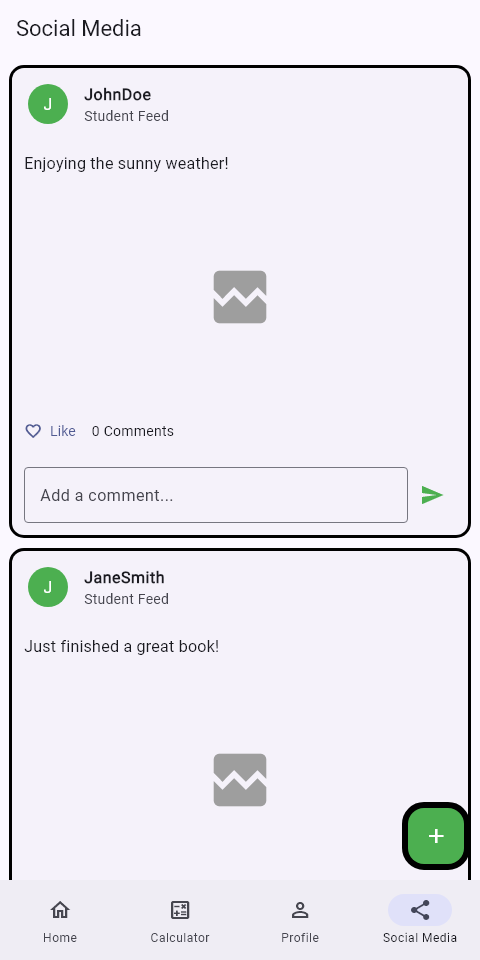 Social Media
J
JohnDoe
Student Feed
Enjoying the sunny weather!
Like
0 Comments
Add a comment...
J
JaneSmith
Student Feed
Just finished a great book!
Home
Calculator
Profile
Social Media